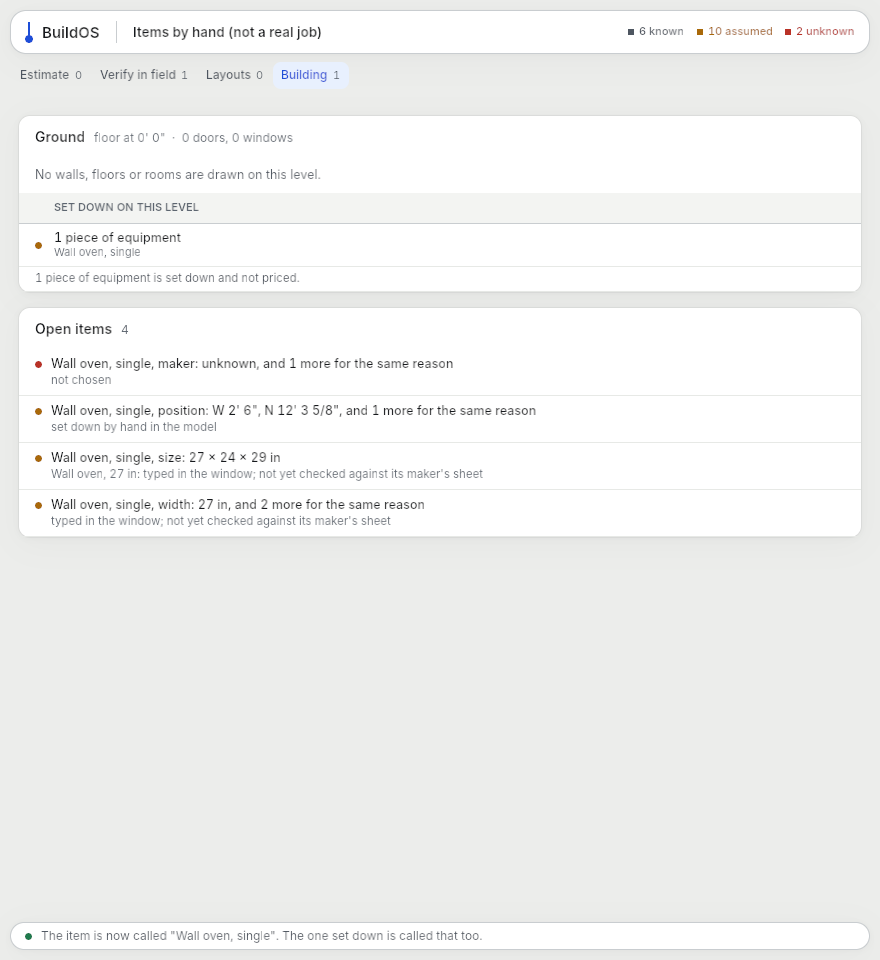 BuildOS
Items by hand (not a real job)
6 known
10 assumed
2 unknown
Estimate 0
Verify in field 1
Layouts 0
Building 1
Ground floor at 0' 0" · 0 doors, 0 windows
No walls, floors or rooms are drawn on this level.
SET DOWN ON THIS LEVEL
1 piece of equipment
Wall oven, single
1 piece of equipment is set down and not priced.
Open items 4
Wall oven, single, maker: unknown, and 1 more for the same reason
not chosen
Wall oven, single, position: W 2' 6", N 12' 3 5/8", and 1 more for the same reason
set down by hand in the model
Wall oven, single, size: 27 × 24 × 29 in
Wall oven, 27 in: typed in the window; not yet checked against its maker's sheet
Wall oven, single, width: 27 in, and 2 more for the same reason
typed in the window; not yet checked against its maker's sheet
The item is now called "Wall oven, single". The one set down is called that too.